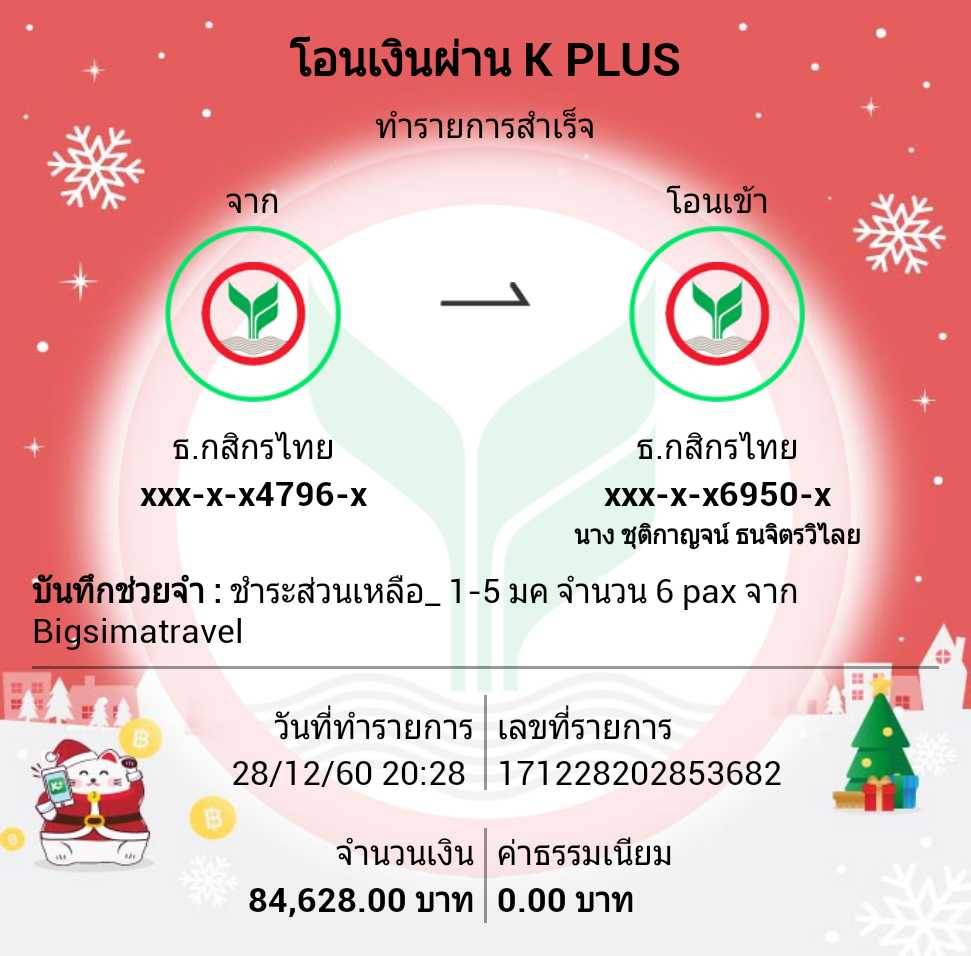 โอนเงินผ่าน K PLUS
ทำรายการสำเร็จ
จาก
โอนเข้า
ธ.กสิกรไทย
xxx-x-x4796-x
ธ.กสิกรไทย
xxx-x-x6950-x
นาง ชุติกาญจน์ ธนจิตรวิไลย
บันทึกช่วยจำ : ชำระส่วนเหลือ_ 1-5 มค จำนวน 6 pax จาก
Bigsimatravel
วันที่ทำรายการ
28/12/60 20:28
เลขที่รายการ
171228202853682
จำนวนเงิน
84,628.00 บาท
ค่าธรรมเนียม
0.00 บาท